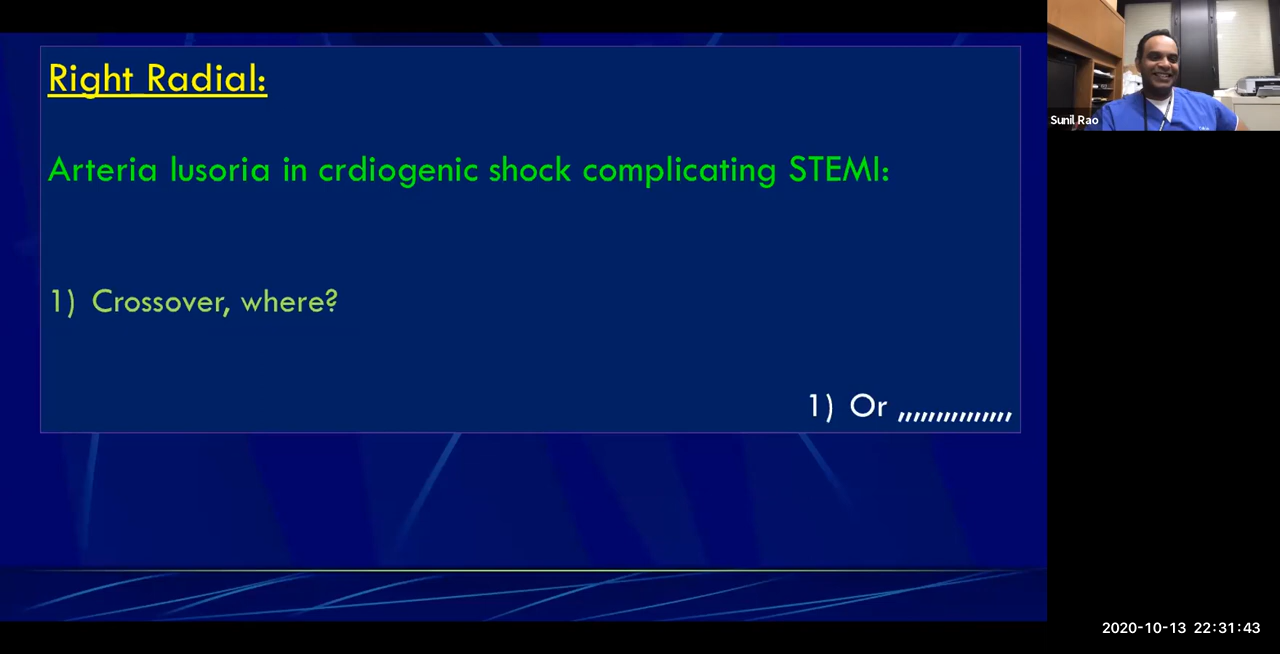 Right Radial:
Arteria lusoria in crdiogenic shock complicating STEMI:
1) Crossover, where?
1) Or ,,,,,,,,,,,,,,,
Sunil Rao
2020-10-13 22:31:43